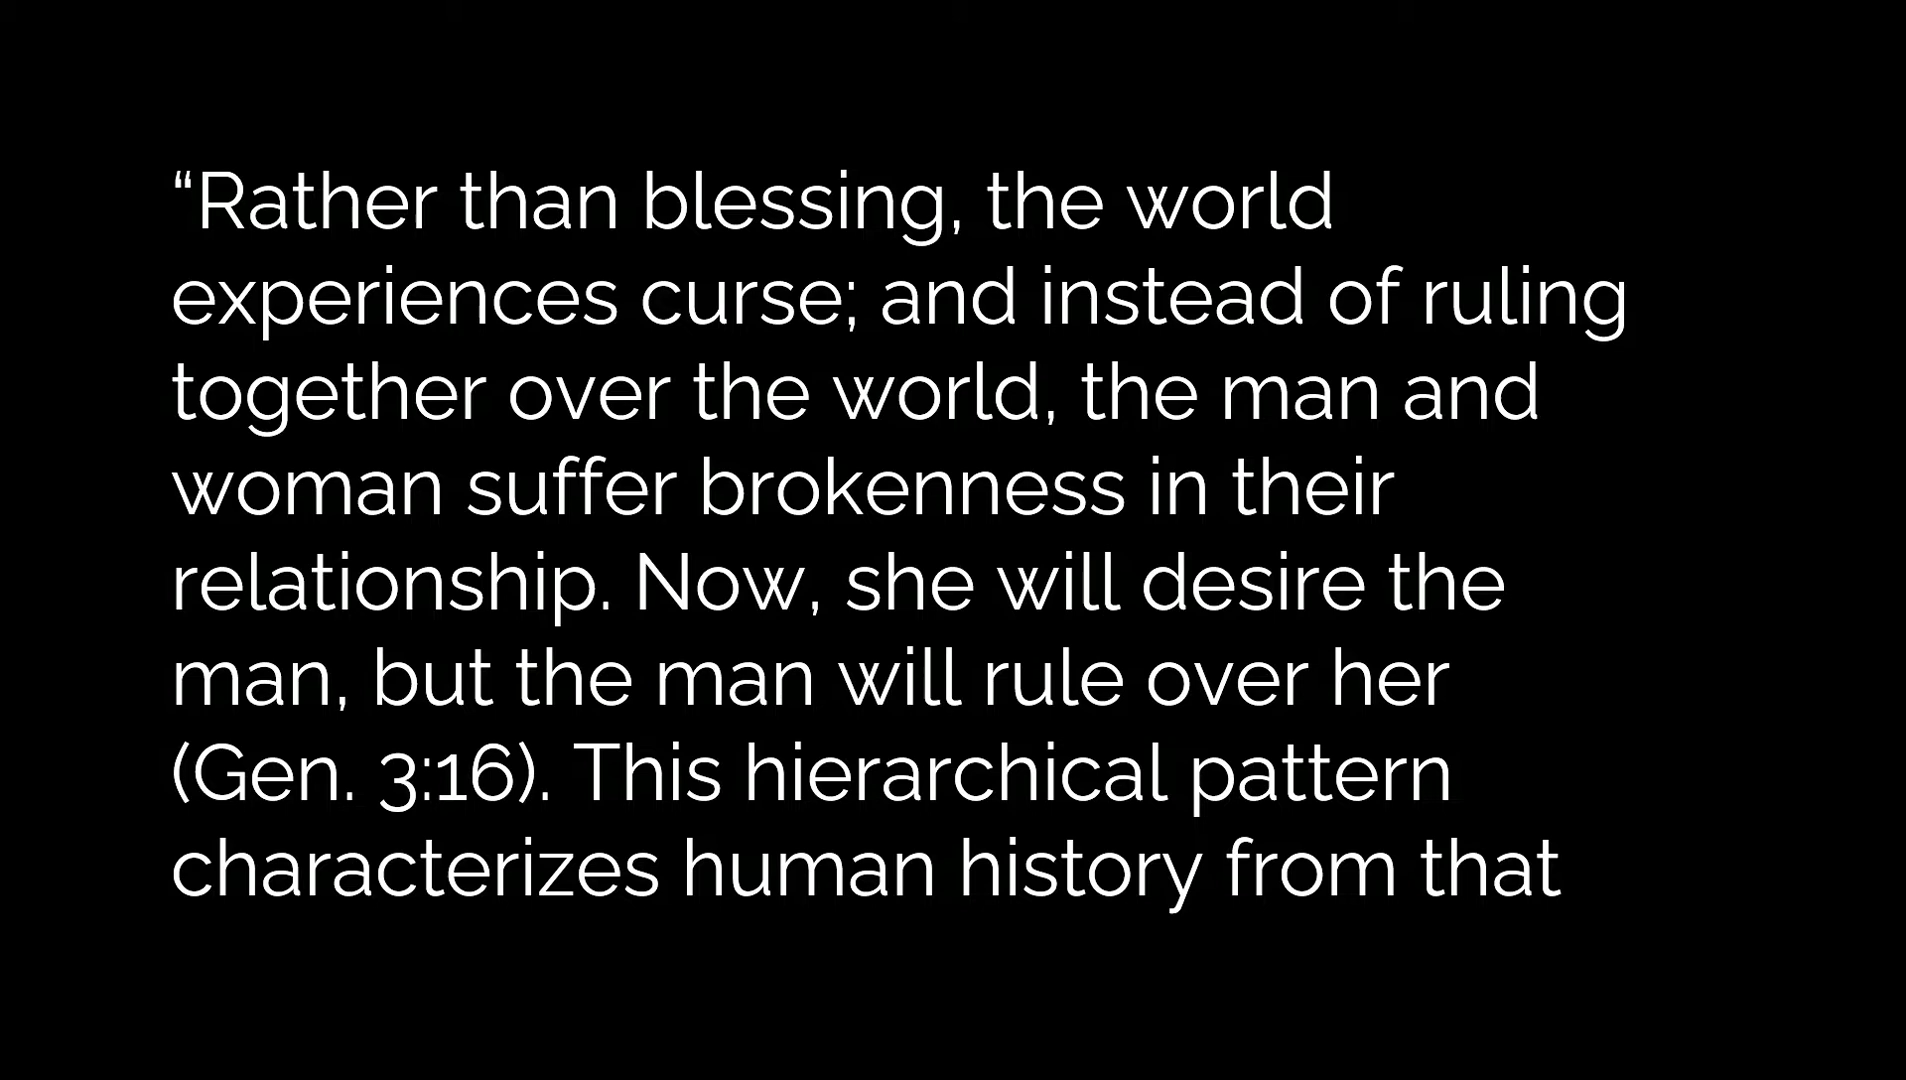 “Rather than blessing, the world
experiences curse; and instead of ruling
together over the world, the man and
woman suffer brokenness in their
relationship. Now, she will desire the
man, but the man will rule over her
(Gen. 3:16). This hierarchical pattern
characterizes human history from that